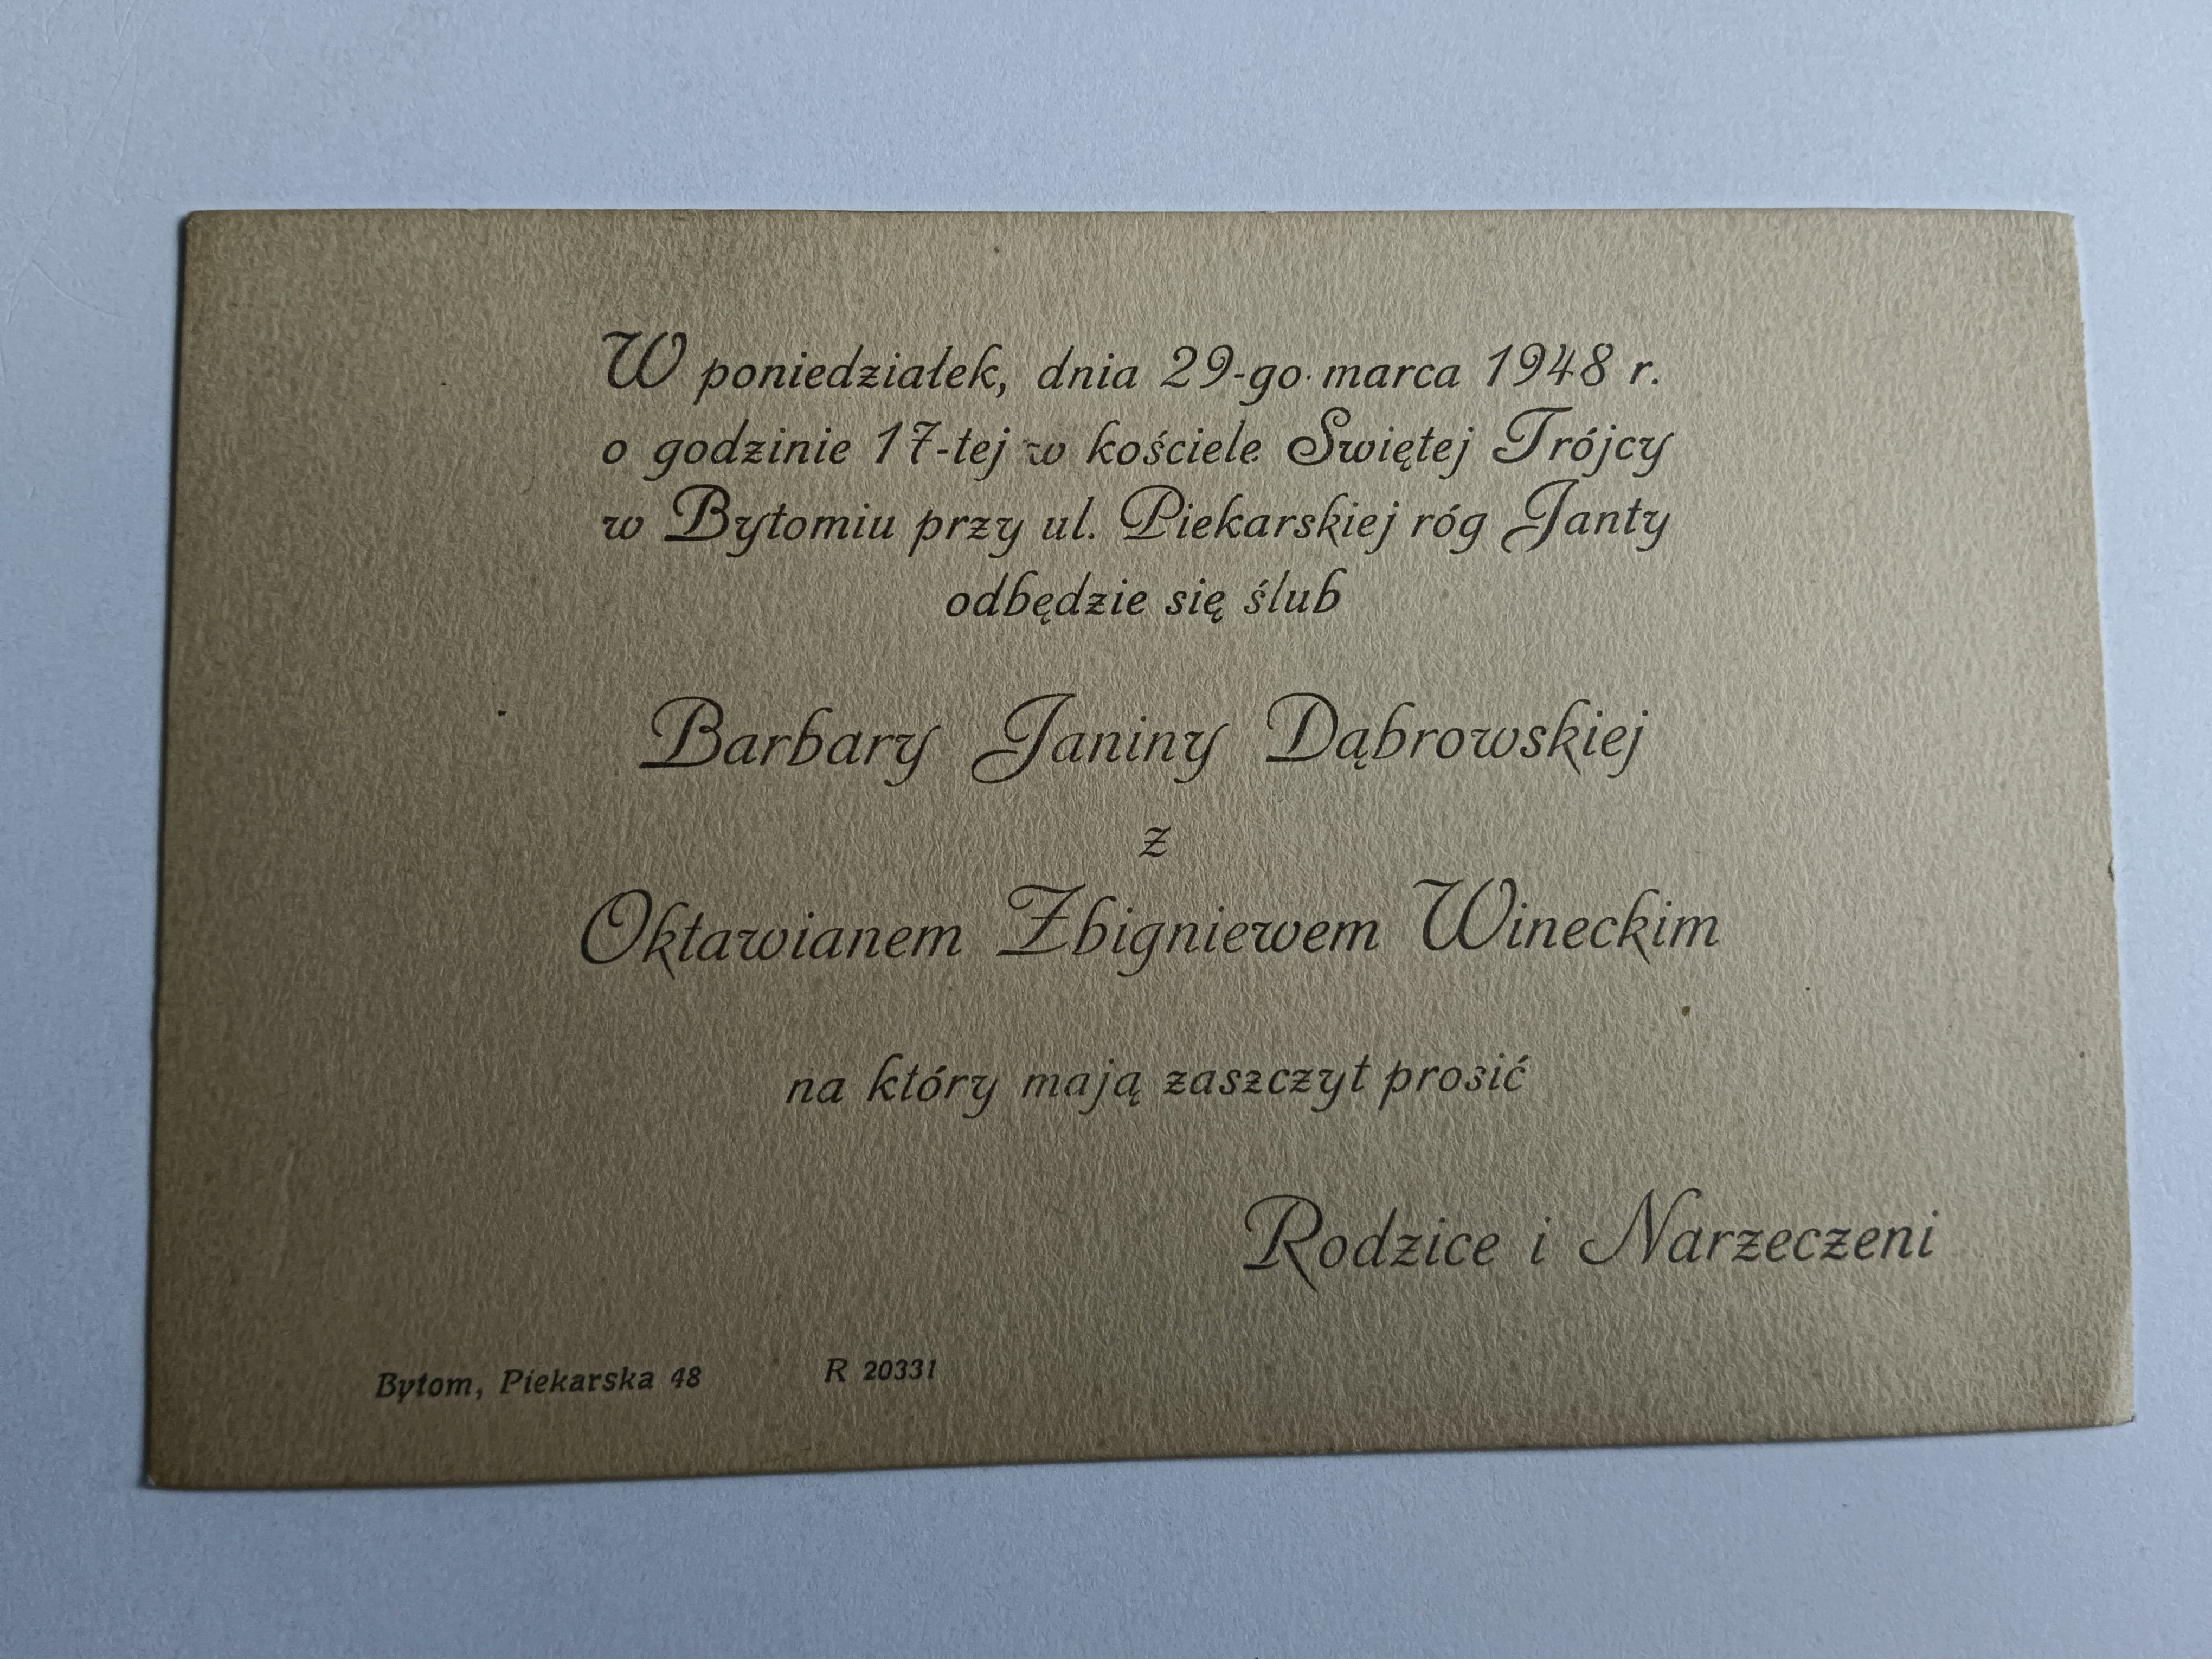 W poniedziałek, dnia 29-go marca 1948 r.
o godzinie 17-tej w kościele Swiętej Trójcy
w Bytomiu przy ul. Piekarskiej róg Janty
odbędzie się ślub
Barbary Janiny Dąbrowskiej
z
Oktawianem Zbigniewem Wineckim
na który mają zaszczyt prosić
Rodzice i Narzeczeni
Bytom, Piekarska 48 R 20331